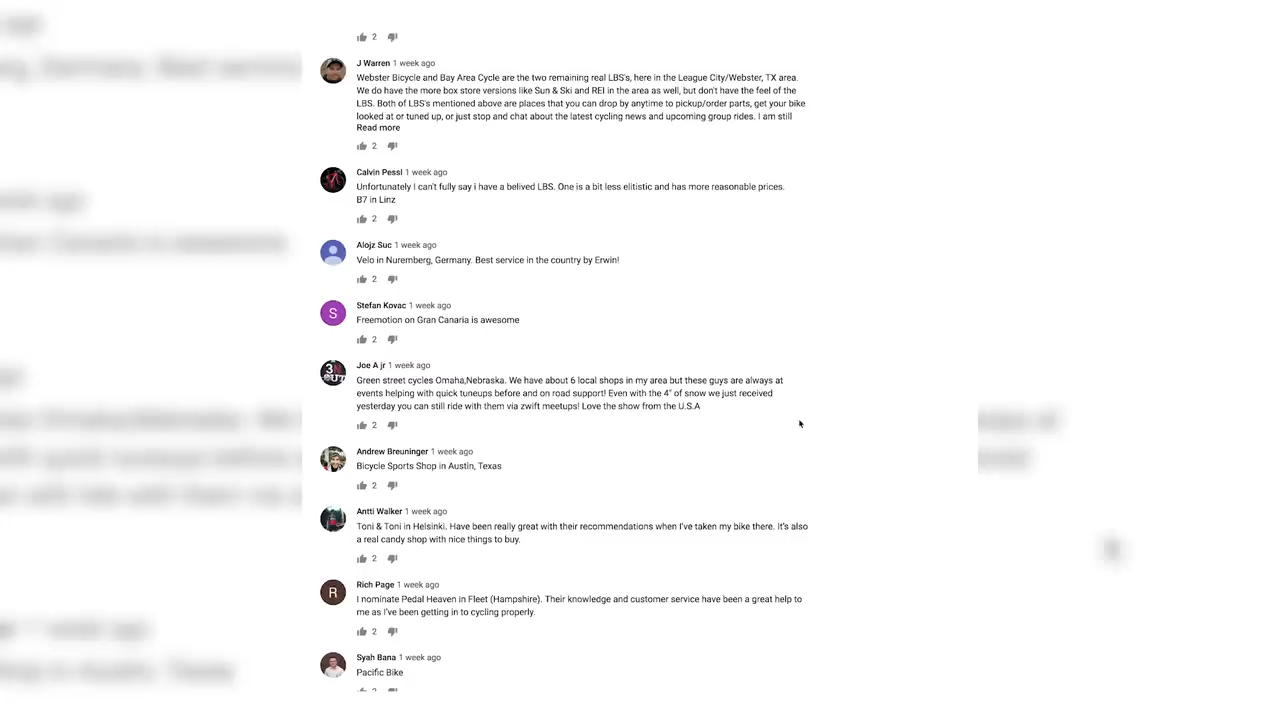 2
J Warren 1 week ago
Webster Bicycle and Bay Area Cycle are the two remaining real LBS's, here in the League City/Webster, TX area.
We do have the more box store versions like Sun & Ski and REI in the area as well, but don't have the feel of the
LBS. Both of LBS's mentioned above are places that you can drop by anytime to pickup/order parts, get your bike
looked at or tuned up, or just stop and chat about the latest cycling news and upcoming group rides. I am still
Read more
2
Calvin Pessl 1 week ago
Unfortunately I can't fully say i have a belived LBS. One is a bit less elitistic and has more reasonable prices.
B7 in Linz
2
Alojz Suc 1 week ago
Velo in Nuremberg, Germany. Best service in the country by Erwin!
2
S
Stefan Kovac 1 week ago
Freemotion on Gran Canaria is awesome
2
Joe A jr 1 week ago
Green street cycles Omaha,Nebraska. We have about 6 local shops in my area but these guys are always at
events helping with quick tuneups before and on road support! Even with the 4" of snow we just received
yesterday you can still ride with them via zwift meetups! Love the show from the U.S.A
2
Andrew Breuninger 1 week ago
Bicycle Sports Shop in Austin, Texas
2
Antti Walker 1 week ago
Toni & Toni in Helsinki. Have been really great with their recommendations when I've taken my bike there. It's also
a real candy shop with nice things to buy.
2
R
Rich Page 1 week ago
I nominate Pedal Heaven in Fleet (Hampshire). Their knowledge and customer service have been a great help to
me as I've been getting in to cycling properly.
2
Syah Bana 1 week ago
Pacific Bike
2